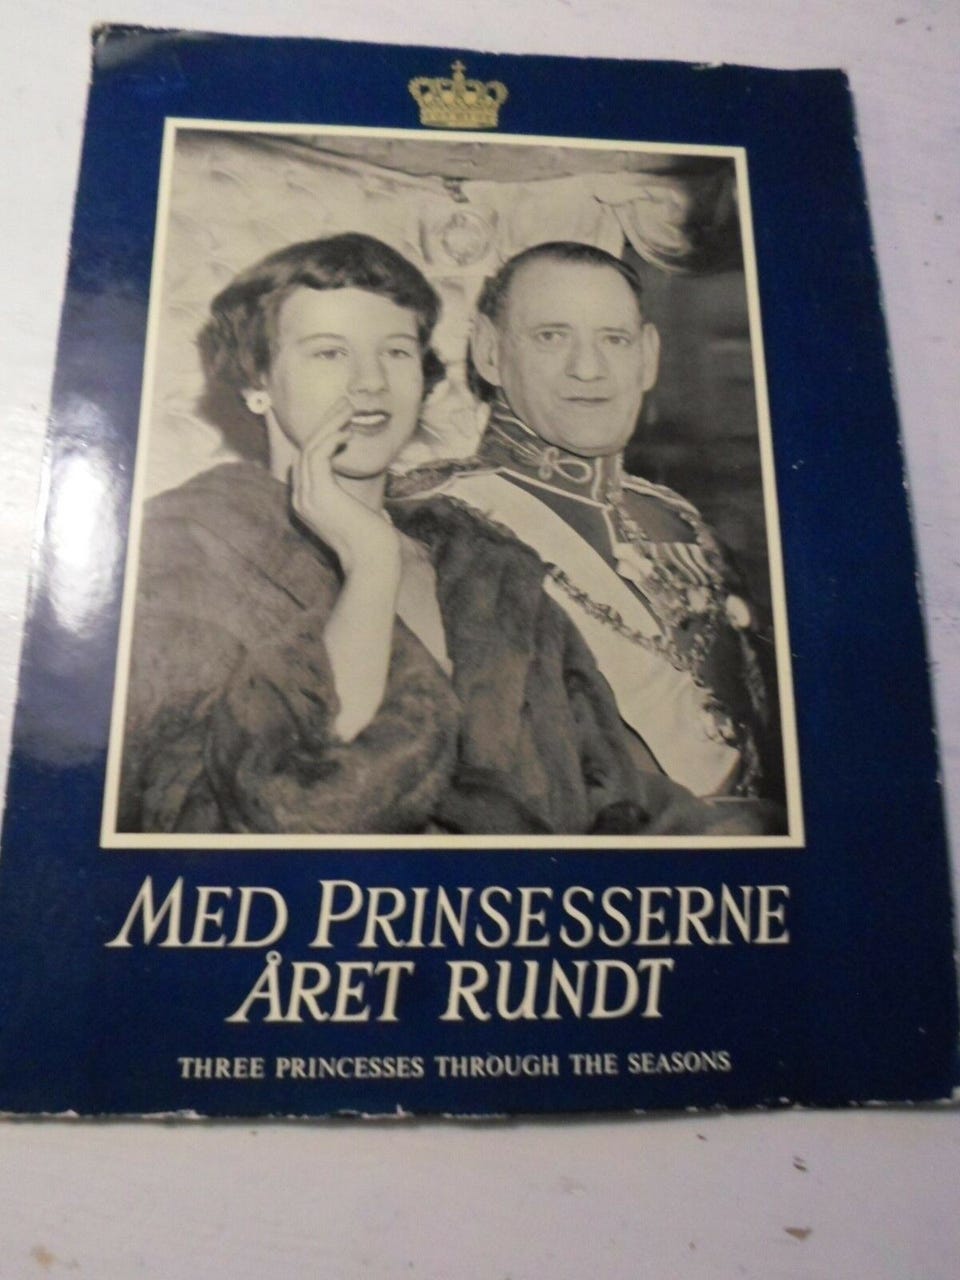 MED PRINSESSERNE
ÅRET RUNDT
THREE PRINCESSES THROUGH THE SEASONS